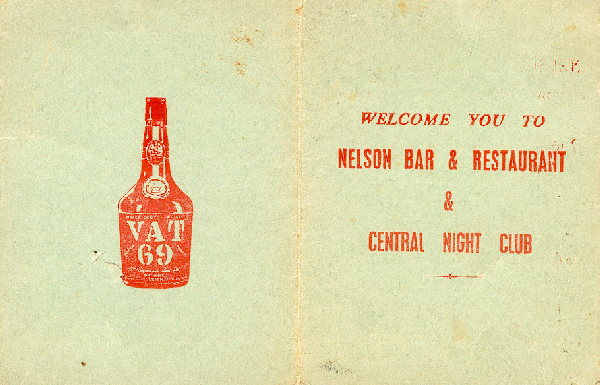 VAT
69
WELCOME YOU TO
NELSON BAR & RESTAURANT
&
CENTRAL NIGHT CLUB